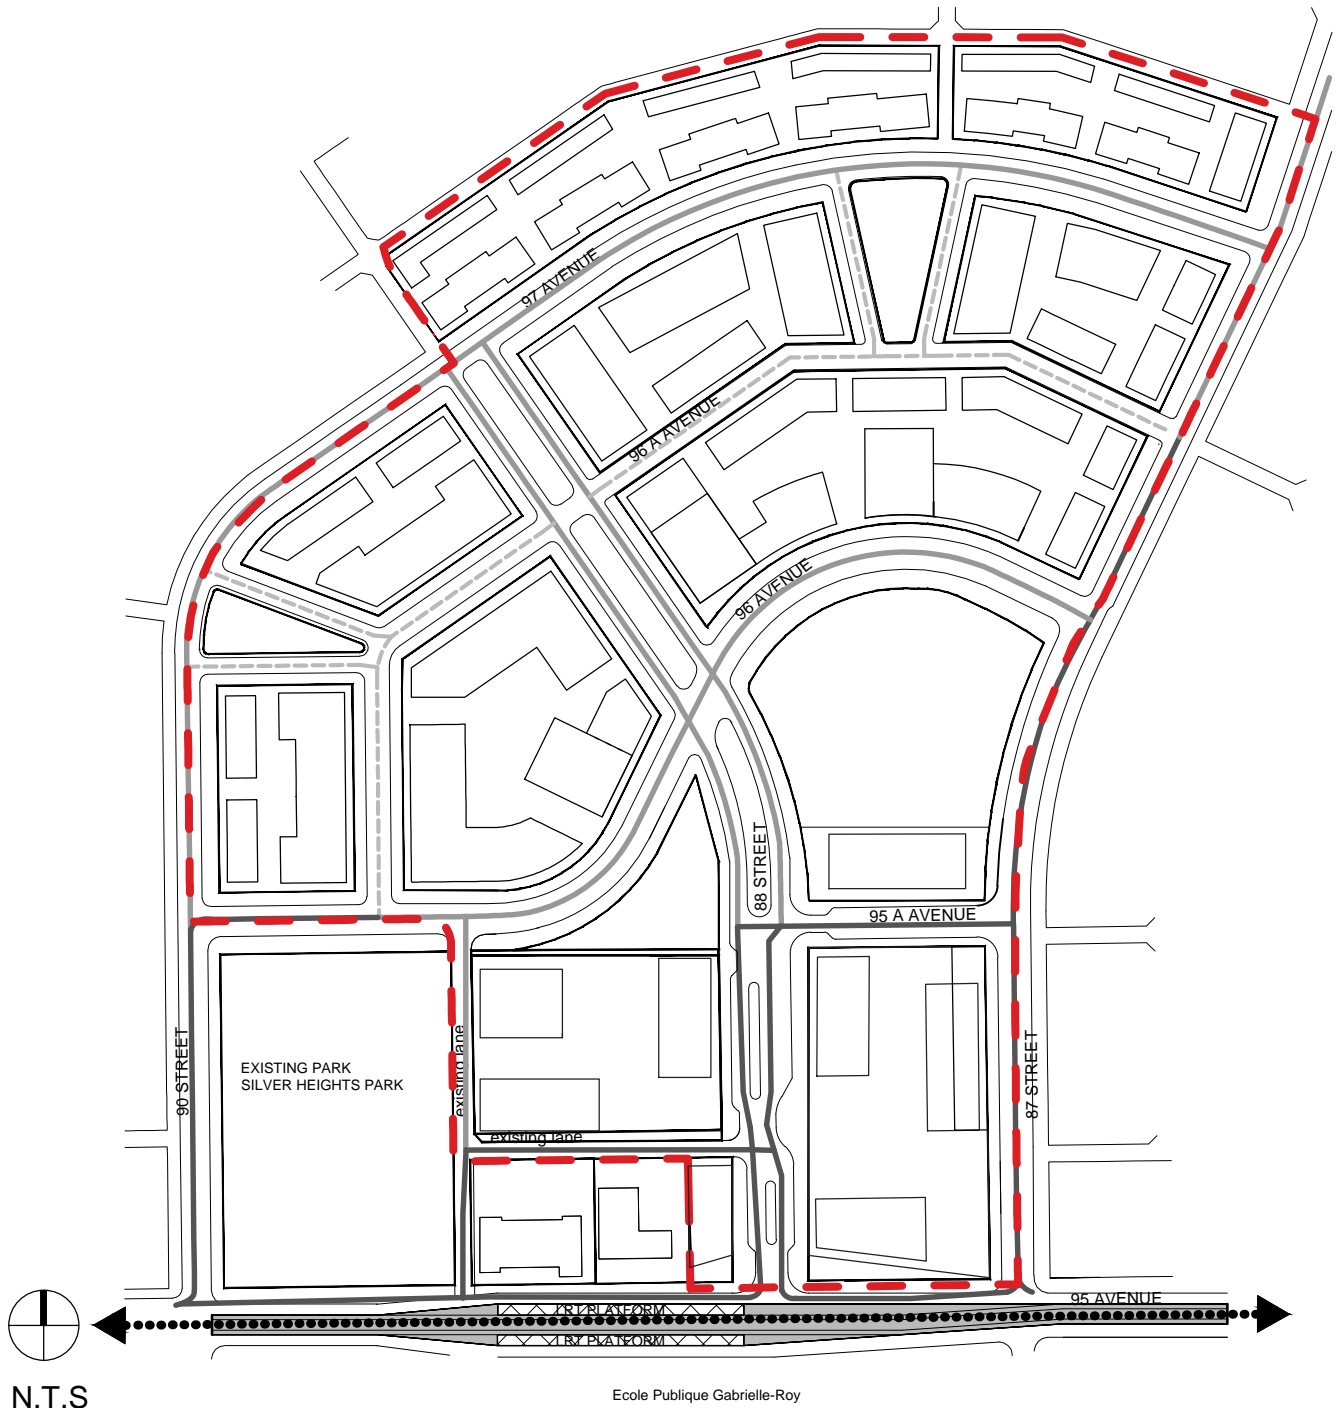 97 AVENUE
96 A AVENUE
96 AVENUE
88 STREET
95 A AVENUE
90 STREET
existing lane
87 STREET
EXISTING PARK
SILVER HEIGHTS PARK
existing lane
95 AVENUE
LRT PLATFORM
LRT PLATFORM
N.T.S
Ecole Publique Gabrielle-Roy